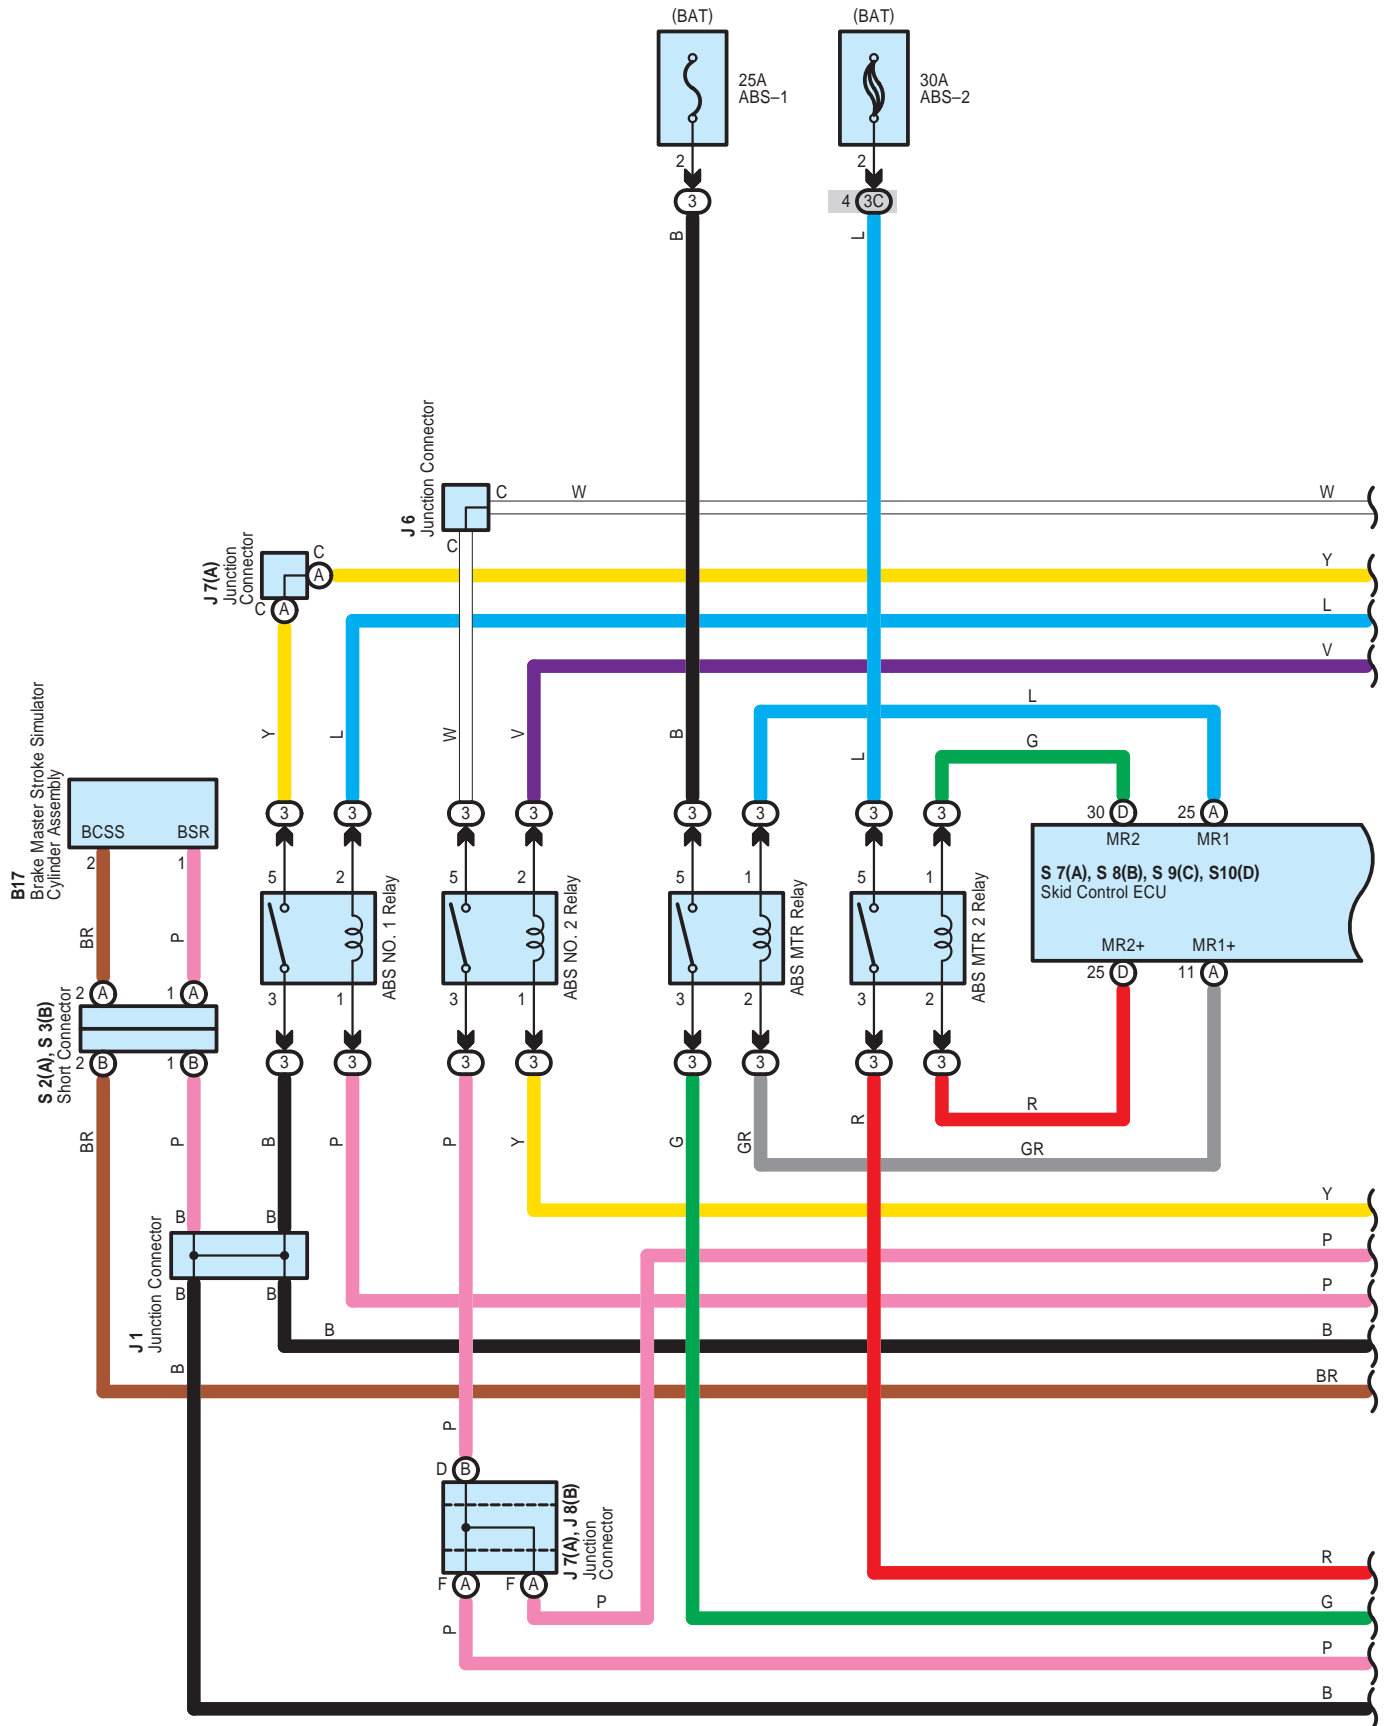 (BAT)
(BAT)
25A
ABS–1
30A
ABS–2
2
2
3
4 3C
B
L
J 6
Junction Connector
C
W
W
C
J 7(A)
Junction
Connector
C
A
Y
C A
L
V
L
G
Y
L
W
V
B
L
B17
Brake Master Stroke Simulator
Cylinder Assembly
BCSS
BSR
2
1
3
3
3
3
3
3
3
3
30 D
25 A
MR2
MR1
S 7(A), S 8(B), S 9(C), S10(D)
Skid Control ECU
MR2+
MR1+
25 D
11 A
5
2
5
2
5
1
5
1
ABS NO. 1 Relay
ABS NO. 2 Relay
ABS MTR Relay
ABS MTR 2 Relay
3
1
3
1
3
2
3
2
BR
P
2 A
1 A
S 2(A), S 3(B)
Short Connector
2 B
1 B
3
3
3
3
3
3
3
3
BR
P
B
P
P
Y
G
GR
R
R
GR
Y
B
B
P
J 1
Junction Connector
B
B
P
B
B
B
BR
P
D B
J 7(A), J 8(B)
Junction
Connector
F A
F A
P
P
R
G
P
B